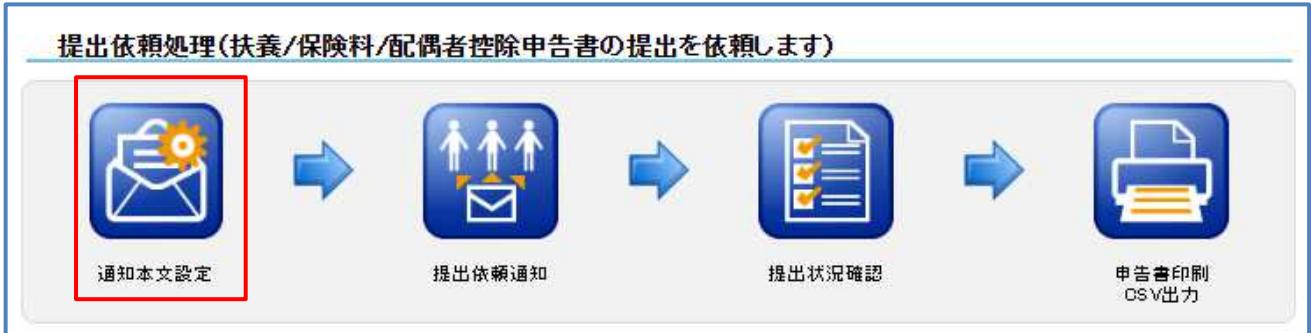 提出依頼処理(扶養/保険料/配偶者控除申告書の提出を依頼します)
通知本文設定
提出依頼通知
提出状況確認
申告書印刷
CSV出力